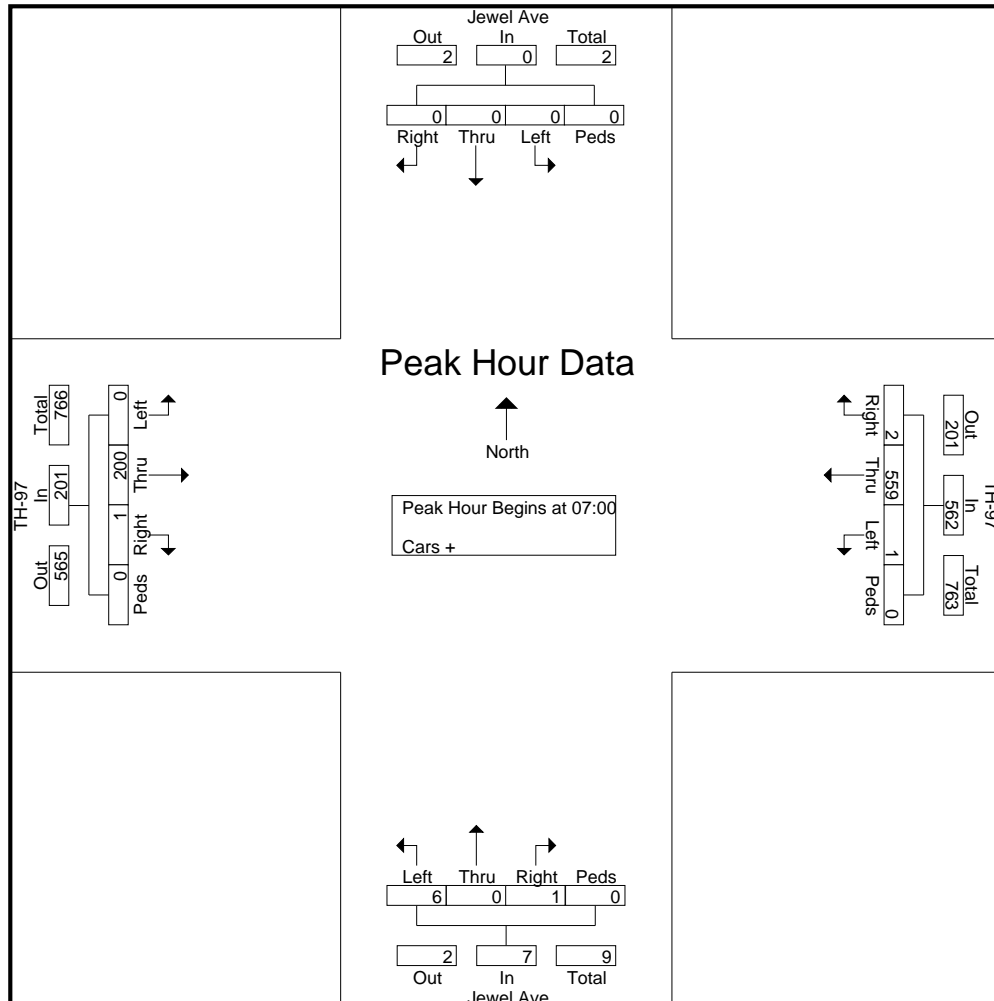 Jewel Ave
Out In Total
2 0 2
0 0 0 0
Right Thru Left Peds
Peak Hour Data
North
Peak Hour Begins at 07:00
Cars +
TH-97
Total In Out
766 201 565
0 200 1 0
Left Thru Right Peds
Right Thru Left Peds
2 559 1 0
201 562 763
Out In Total
TH-97
Left Thru Right Peds
6 0 1 0
2 7 9
Out In Total
Jewel Ave